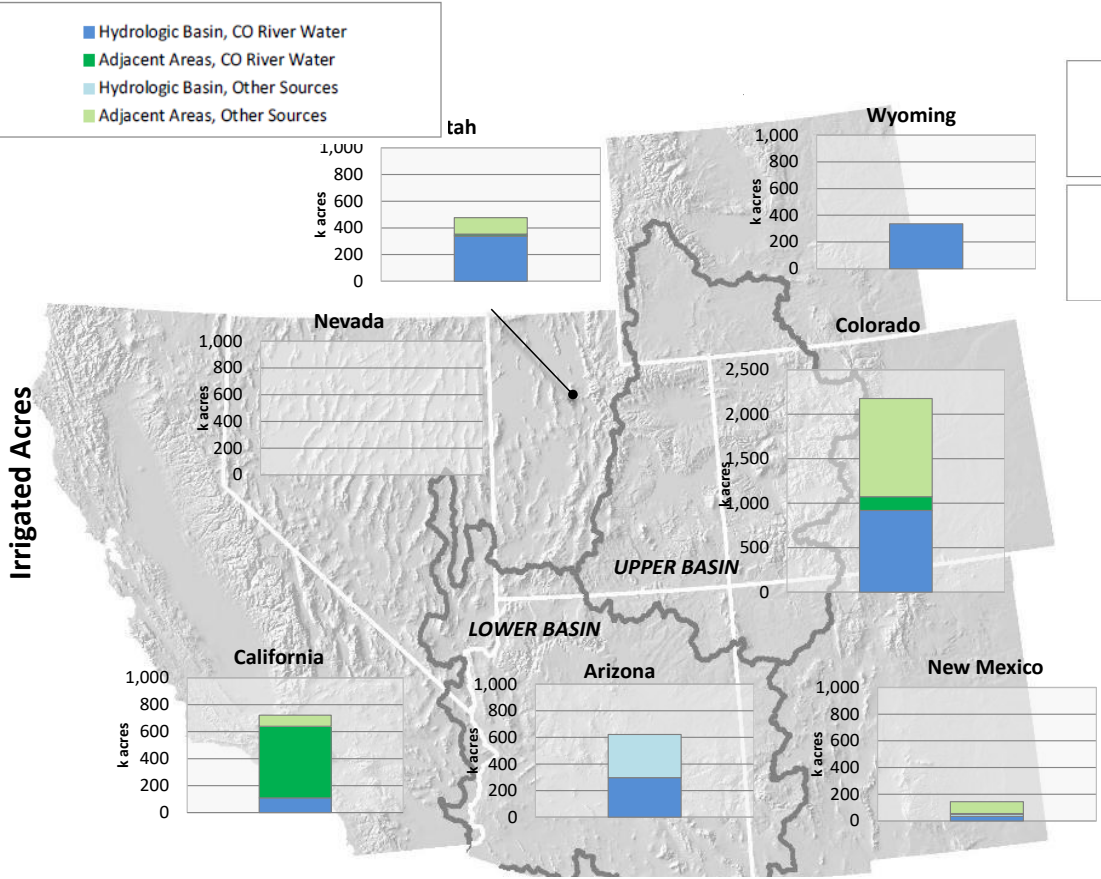 Hydrologic Basin, CO River Water
Adjacent Areas, CO River Water
Hydrologic Basin, Other Sources
Adjacent Areas, Other Sources
tah
1,000
800
600
400
200
0
k acres
Wyoming
1,000
800
600
400
200
0
k acres
Nevada
1,000
800
600
400
200
0
k acres
Colorado
2,500
2,000
1,500
1,000
500
0
k acres
Irrigated Acres
UPPER BASIN
LOWER BASIN
California
1,000
800
600
400
200
0
k acres
Arizona
1,000
800
600
400
200
0
k acres
New Mexico
1,000
800
600
400
200
0
k acres